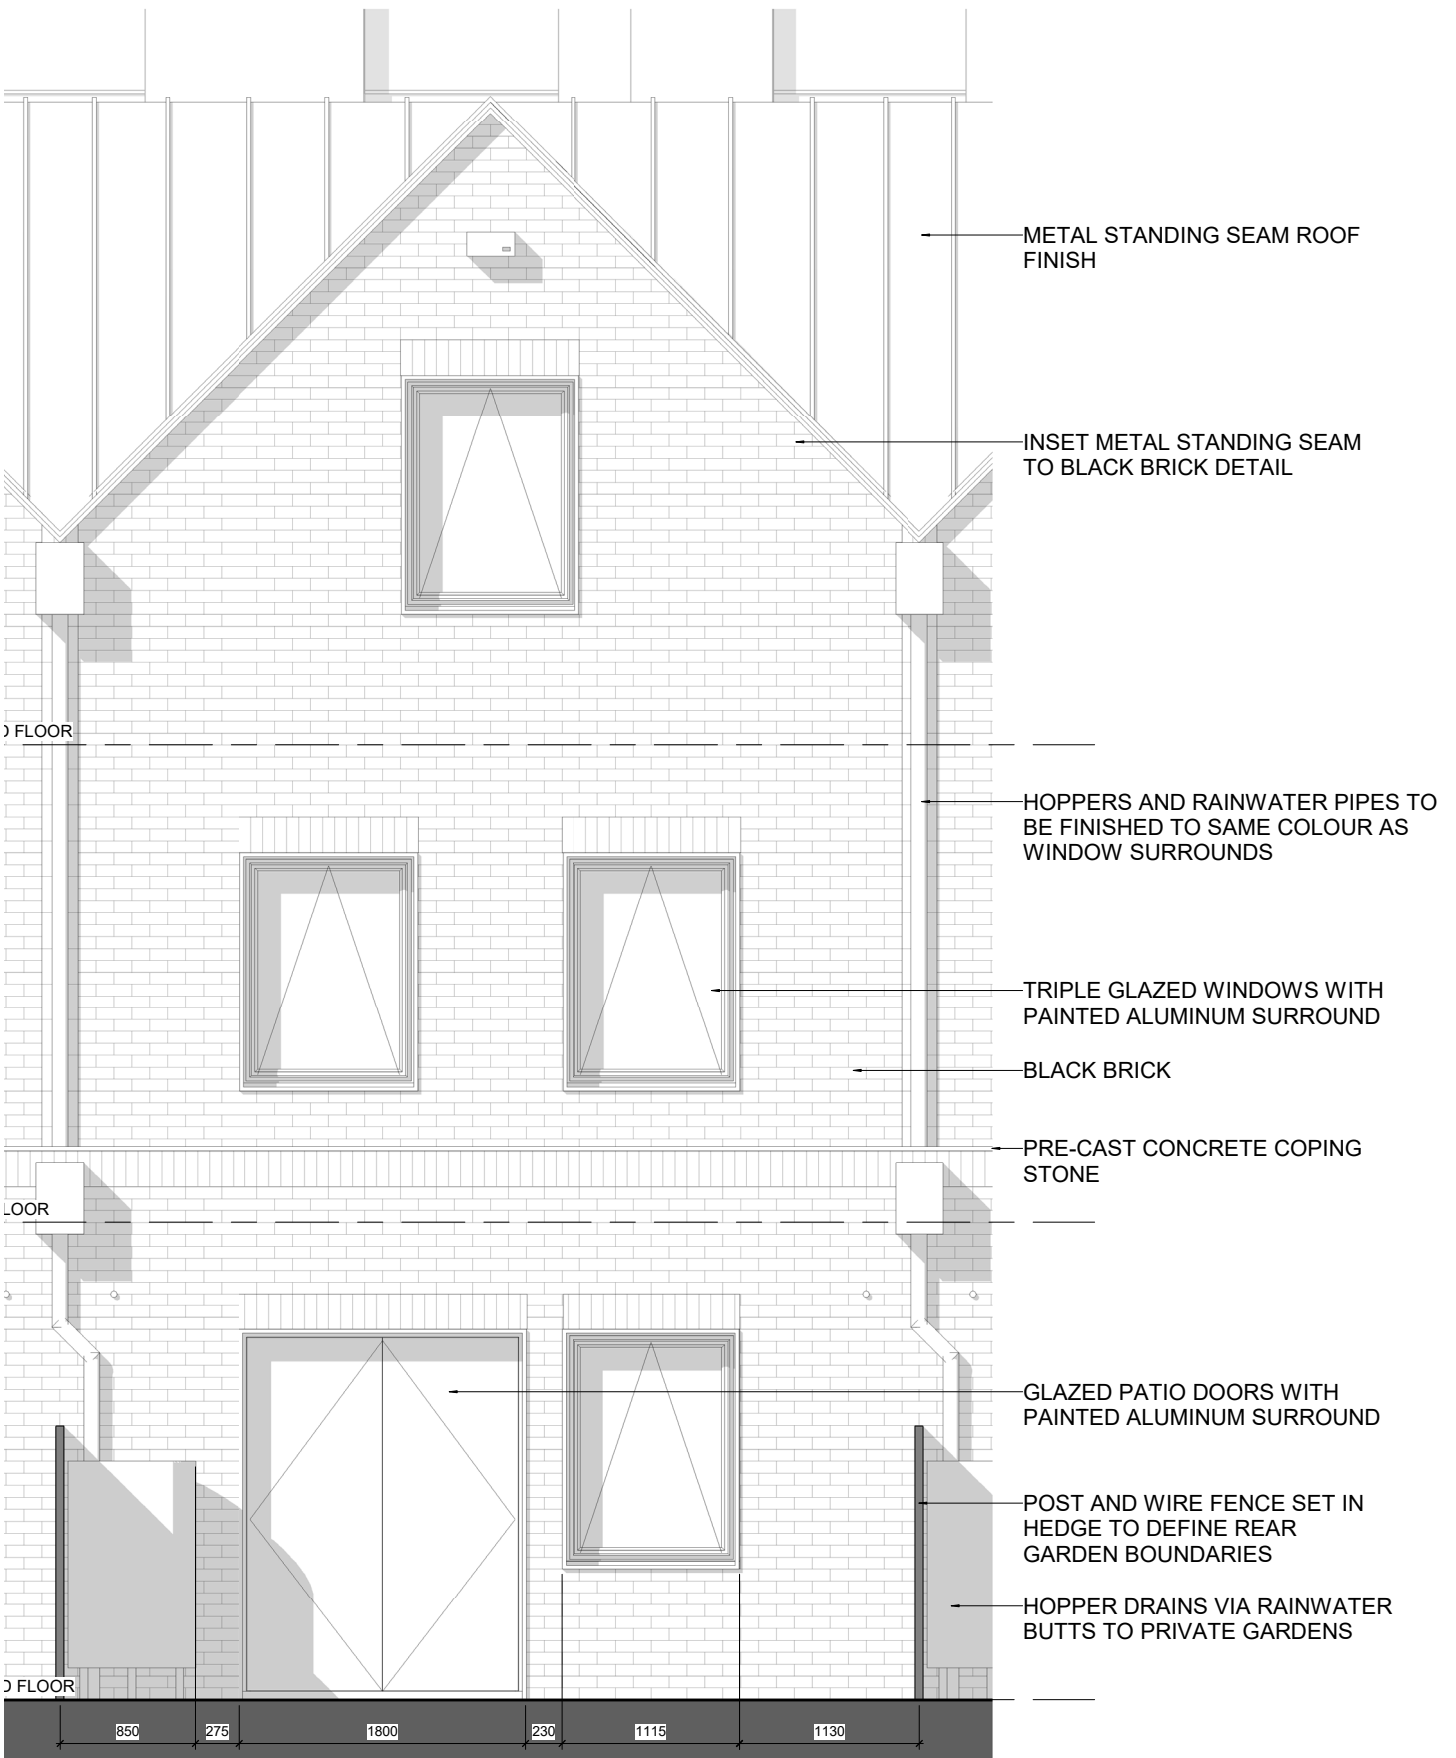 METAL STANDING SEAM ROOF
FINISH
INSET METAL STANDING SEAM
TO BLACK BRICK DETAIL
FLOOR
HOPPERS AND RAINWATER PIPES TO
BE FINISHED TO SAME COLOUR AS
WINDOW SURROUNDS
TRIPLE GLAZED WINDOWS WITH
PAINTED ALUMINUM SURROUND
BLACK BRICK
PRE-CAST CONCRETE COPING
STONE
LOOR
GLAZED PATIO DOORS WITH
PAINTED ALUMINUM SURROUND
POST AND WIRE FENCE SET IN
HEDGE TO DEFINE REAR
GARDEN BOUNDARIES
HOPPER DRAINS VIA RAINWATER
BUTTS TO PRIVATE GARDENS
FLOOR
850 275 1800 230 1115 1130